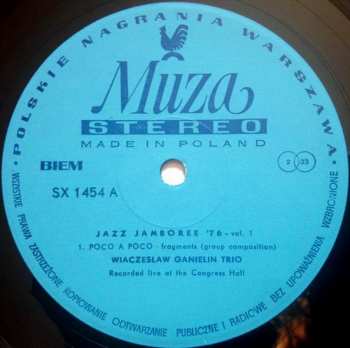 • POLSKIE NAGRANIA WARSZAWA •
Muza
STEREO
MADE IN POLAND
BIEM
2 33
SX 1454 A
JAZZ JAMBOREE '76 - vol. 1
1. POCO A POCO - fragments (group composition)
WIACZESŁAW GANIELIN TRIO
Recorded live at the Congress Hall
WSZELKIE PRAWA ZASTRZEŻONE KOPIOWANIE ODTWARZANIE PUBLICZNE I RADIOWE BEZ UPOWAŻNIENIA WZBRONIONE